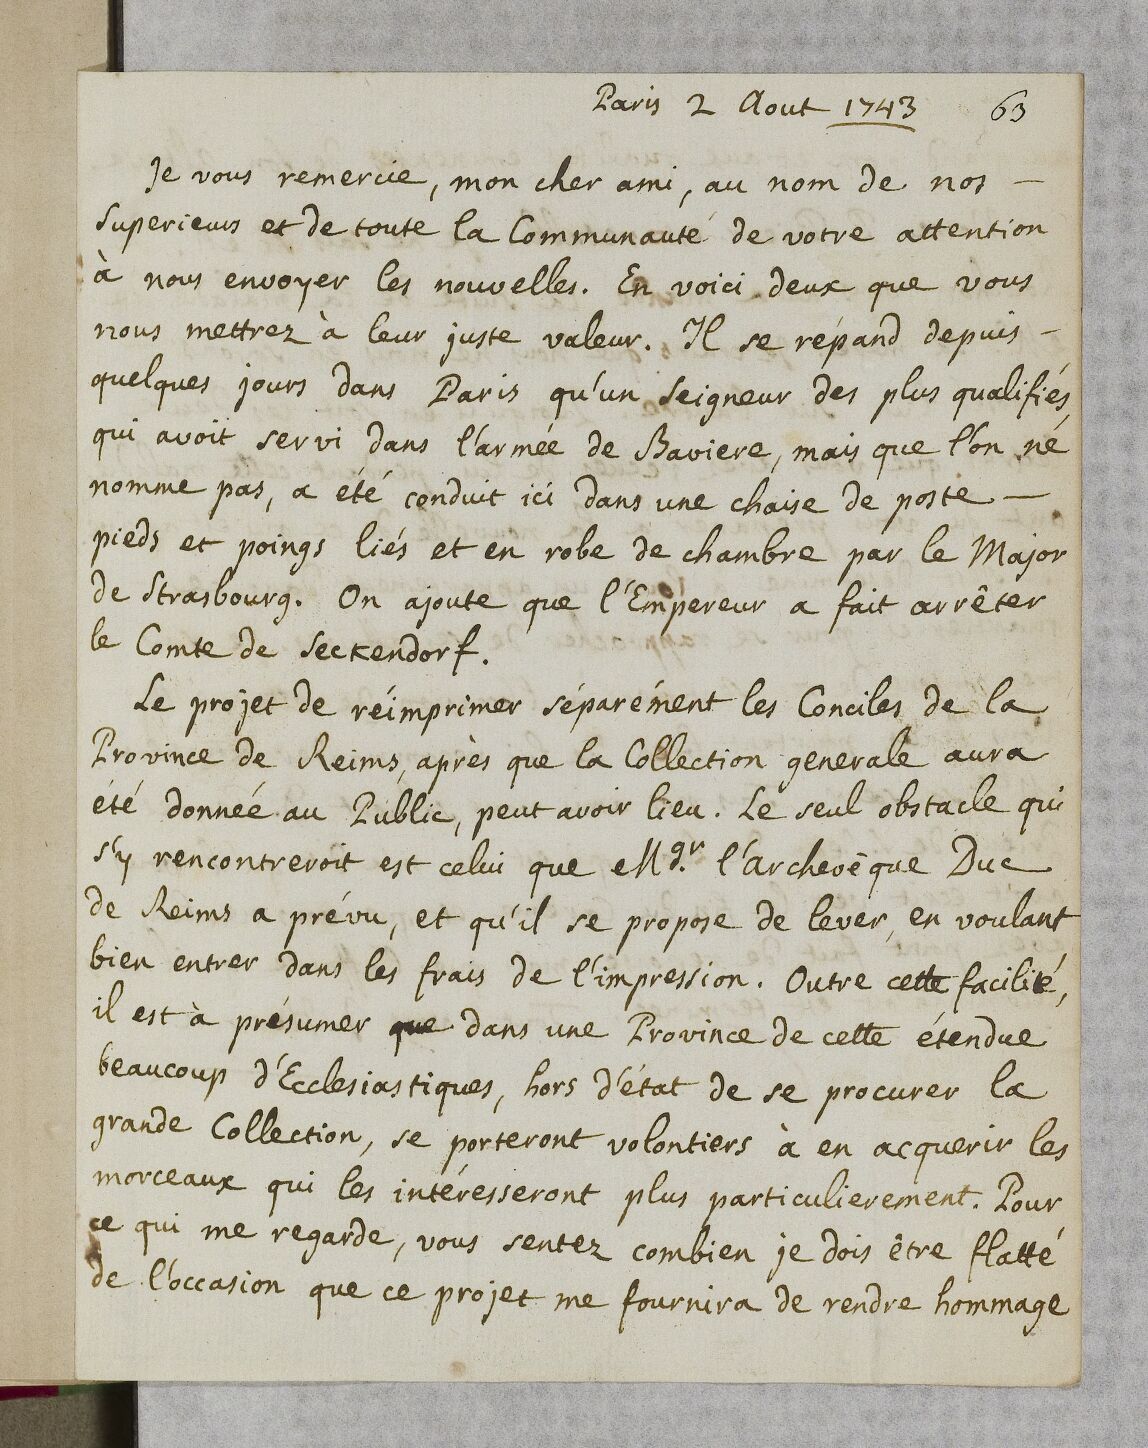 Paris 2 Aout 1743 63
Je vous remercie, mon cher ami, au nom de nos —
Superieurs et de toute la Communauté de votre attention
à nous envoyer les nouvelles. En voici deux que vous
nous mettrez à leur juste valeur. Il se répand depuis —
quelques jours dans Paris qu'un Seigneur des plus qualifiés,
qui avoit servi dans l'armée de Baviere, mais que l'on né
nomme pas, a été conduit ici dans une chaise de poste —
pieds et poings liés et en robe de chambre par le Major
de Strasbourg. On ajoute que l'Empereur a fait arrêter
le Comte de Seckendorf.
Le projet de réimprimer séparément les Conciles de la
Province de Reims, après que la Collection generale aura
été donnéé au Public, peut avoir lieu. Le seul obstacle qui
s'y rencontreroit est celui que Mgr. l'Archevêque Duc
de Reims a prévu, et qu'il se propose de lever, en voulant
bien entrer dans les frais de l'impression. Outre cette facilité,
il est à présumer que dans une Province de cette étendue
beaucoup d'Ecclesiastiques, hors d'état de se procurer la
grande Collection, se porteront volontiers à en acquerir les
morceaux qui les intéresseront plus particulierement. Pour
ce qui me regarde, vous sentez combien je dois être flatté
de l'occasion que ce projet me fournira de rendre hommage